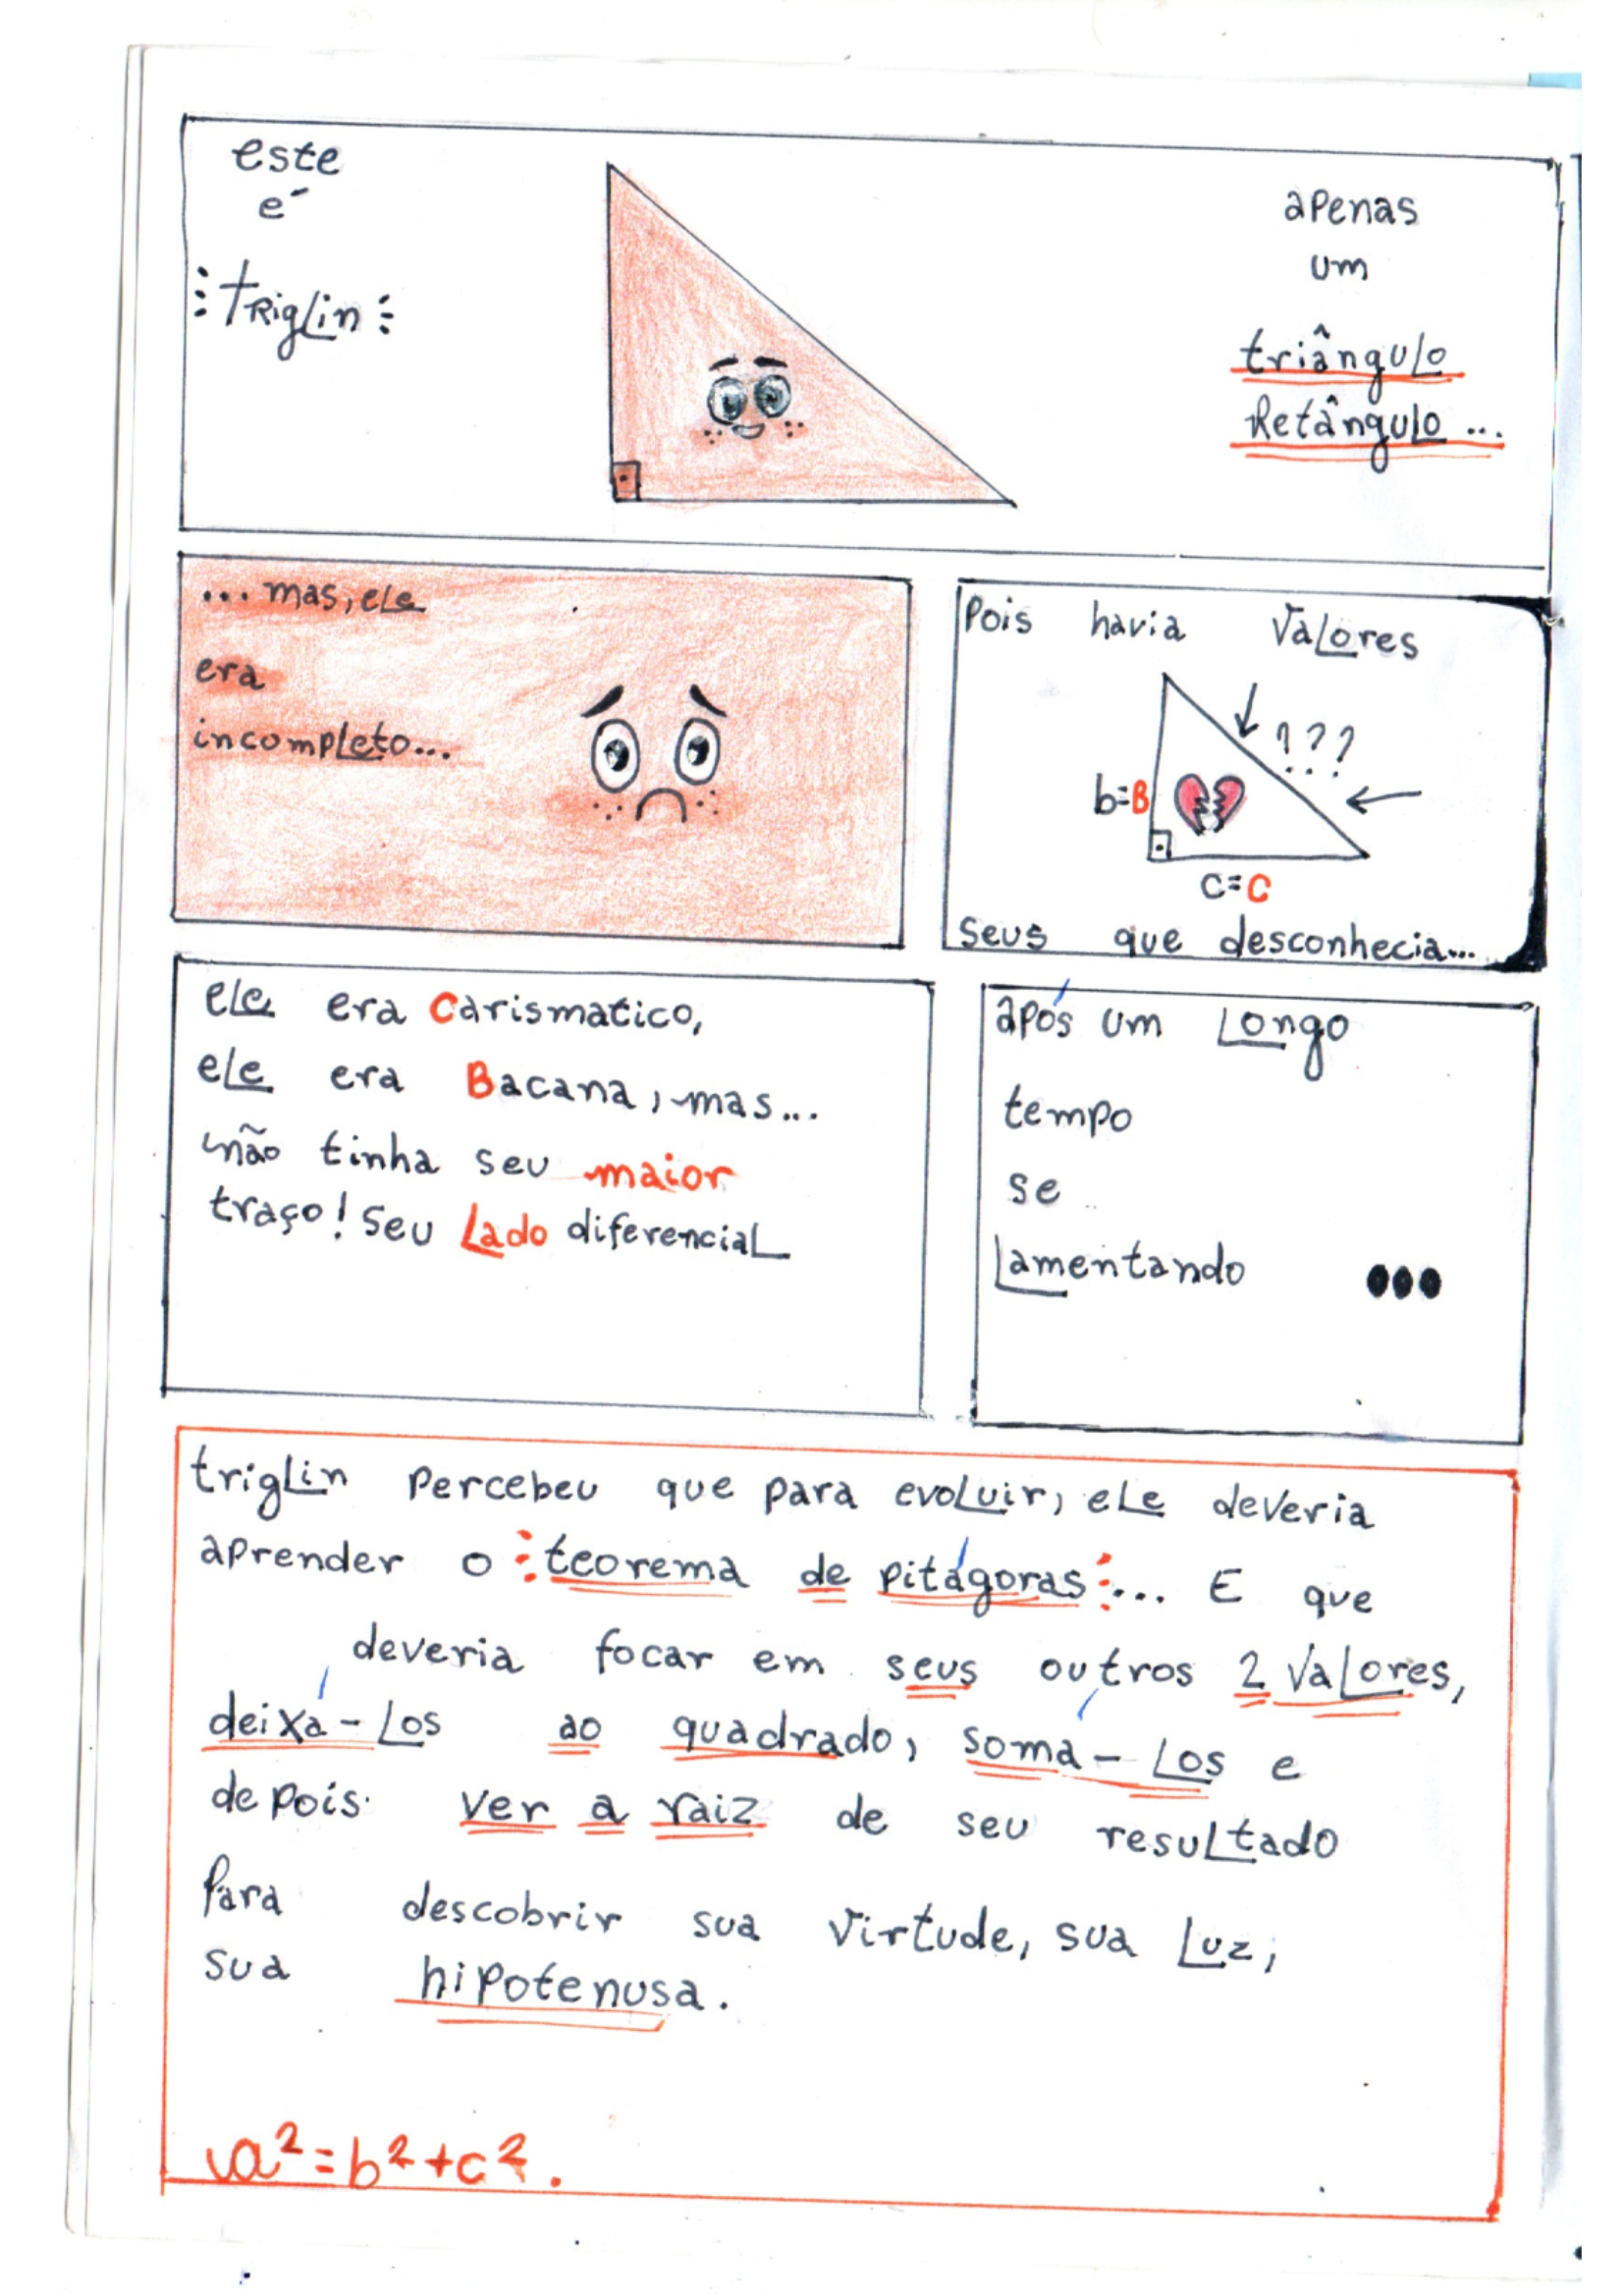 este
é
triglin
apenas
um
triângulo
Retângulo ...
... mas, ele
era
incompleto...
Pois havia valores
???
b=B
c=C
seus que desconhecia...
ele era Carismatico,
ele era Bacana, mas...
não tinha seu maior
traço! seu Lado diferencial
após um Longo
tempo
se
Lamentando ...
triglin Percebeu que para evoluir, ele deveria
aprender o teorema de pitágoras... E que
deveria focar em seus outros 2 valores,
deixá-los ao quadrado, somá-los e
depois ver a raiz de seu resultado
Para descobrir sua virtude, sua Luz,
sua hipotenusa.
a²=b²+c².